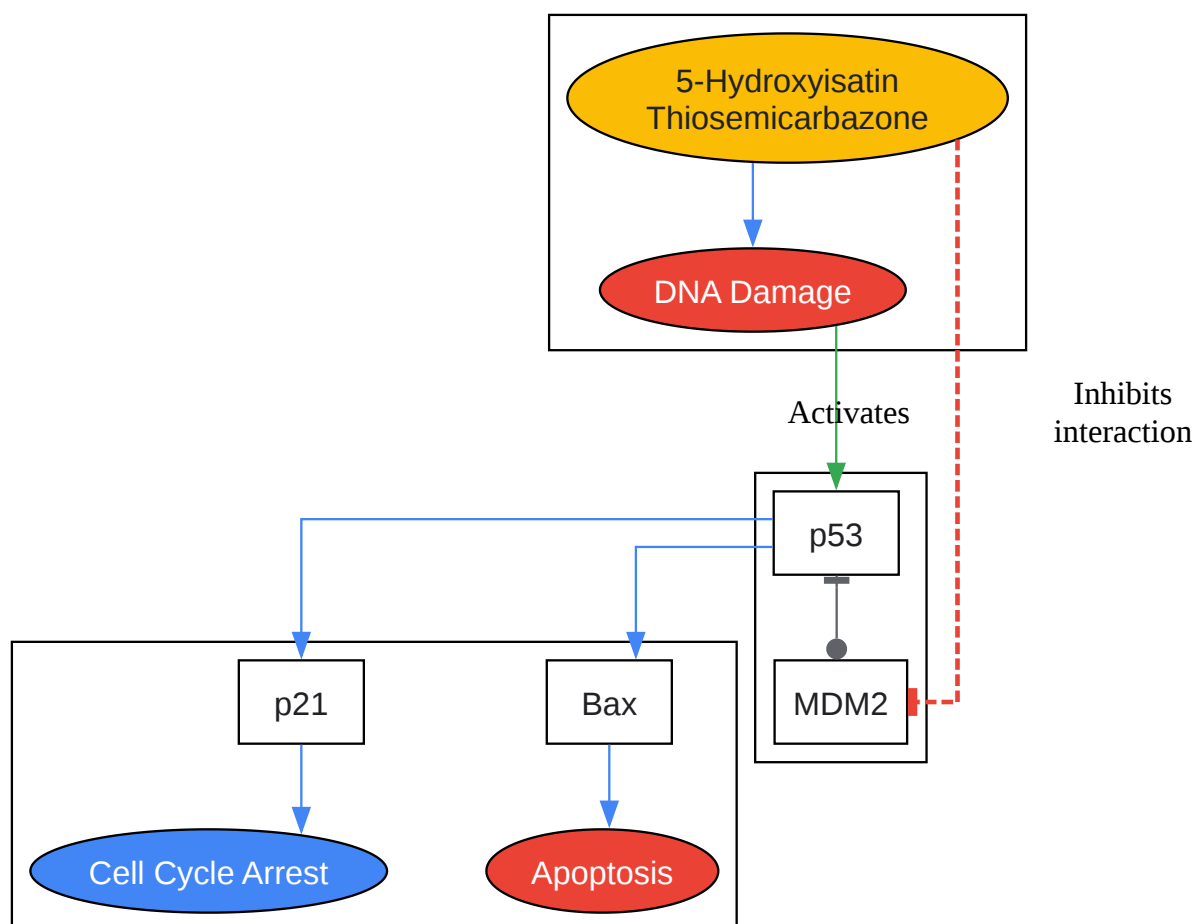 5-Hydroxyisatin
Thiosemicarbazone
DNA Damage
Activates
Inhibits
interaction
p53
p21
Bax
MDM2
Cell Cycle Arrest
Apoptosis